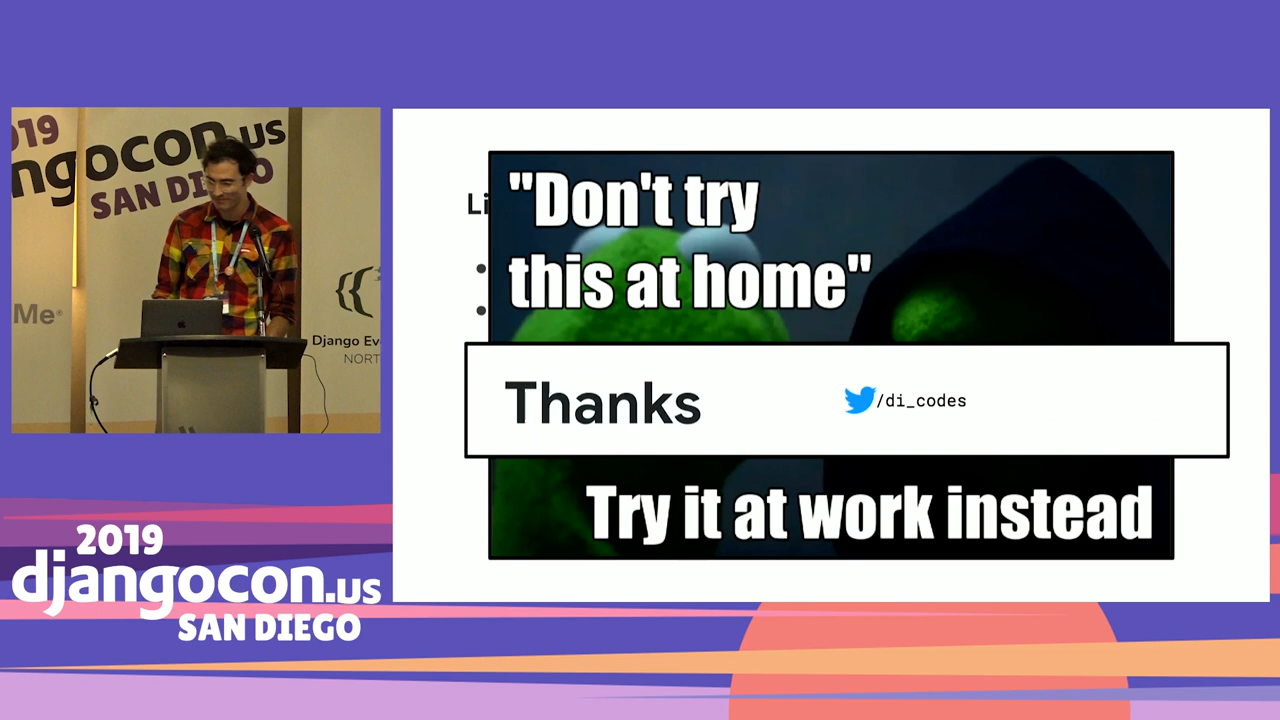 2019
djangocon.us
SAN DIEGO
Me®
Django Ev
NORT
Li
"Don't try
this at home"
Thanks
/di_codes
Try it at work instead
2019
djangocon.us
SAN DIEGO